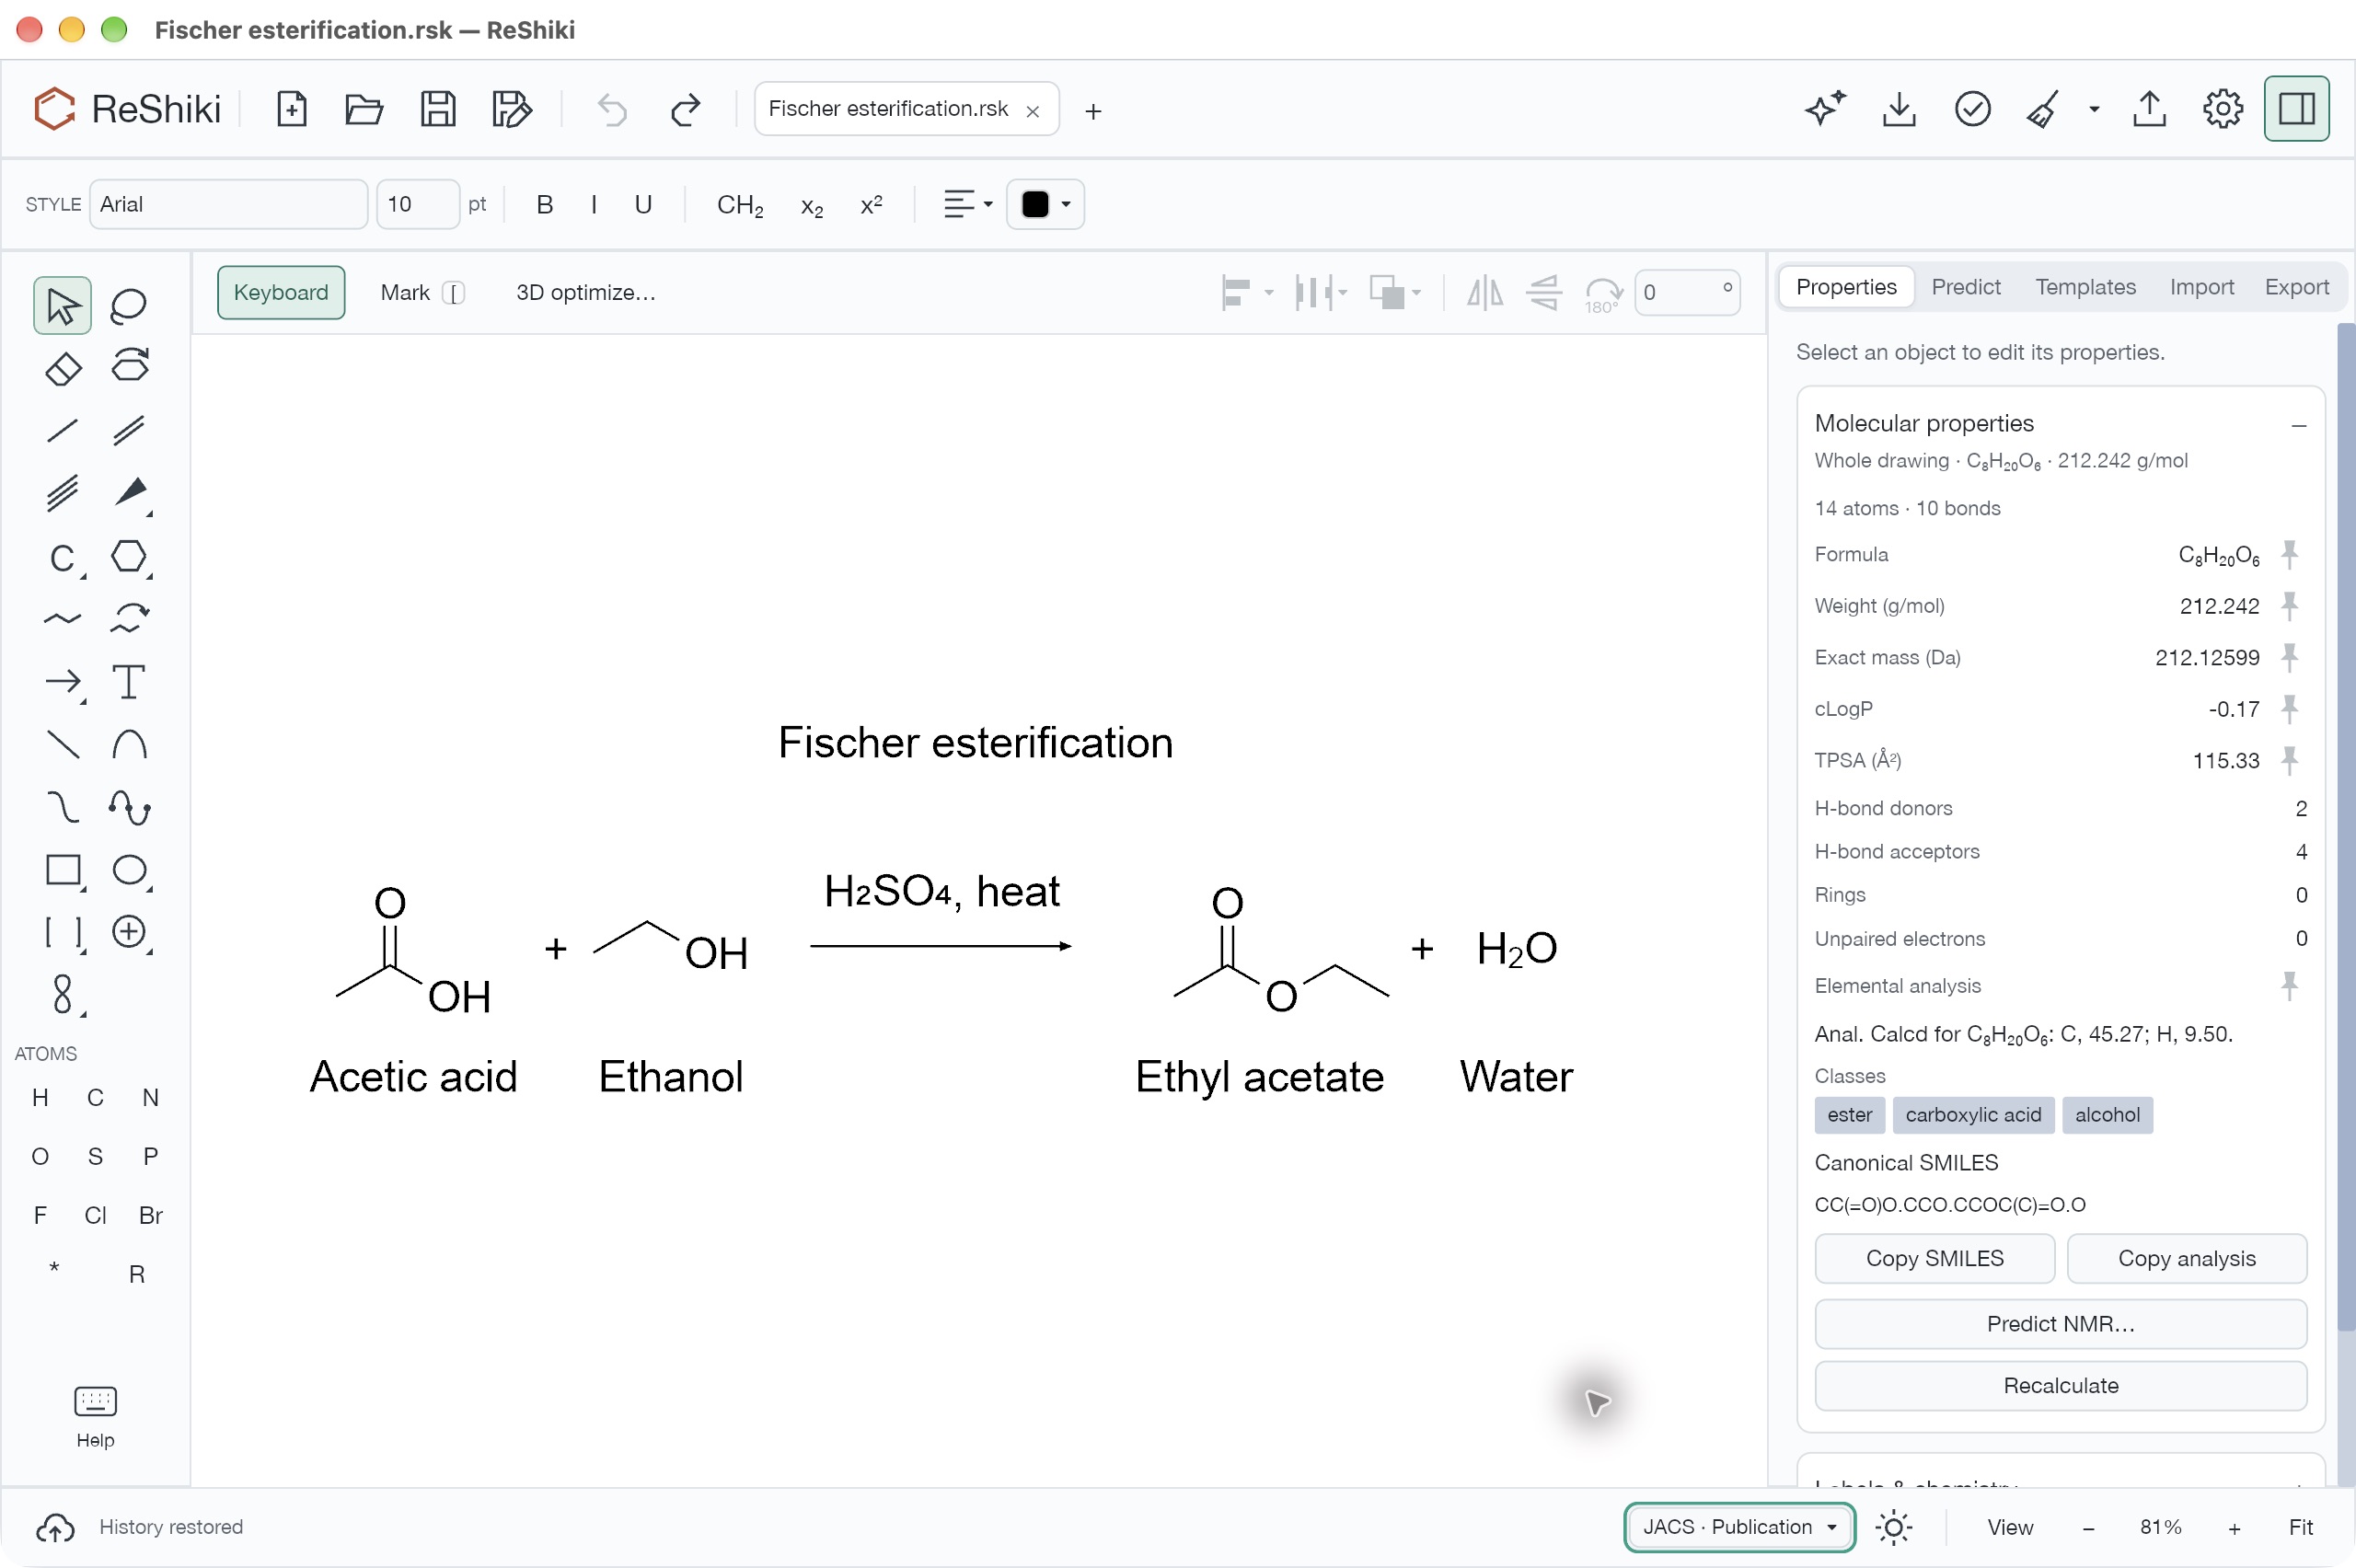 Fischer esterification.rsk — ReShiki
ReShiki
Fischer esterification.rsk ×
+
STYLE Arial 10 pt B I U CH₂ x₂ x²
Keyboard Mark [ 3D optimize...
180° 0 °
Properties Predict Templates Import Export
Select an object to edit its properties.
Molecular properties –
Whole drawing · C₈H₂₀O₆ · 212.242 g/mol
14 atoms · 10 bonds
Formula C₈H₂₀O₆
Weight (g/mol) 212.242
Exact mass (Da) 212.12599
cLogP -0.17
TPSA (Å²) 115.33
H-bond donors 2
H-bond acceptors 4
Rings 0
Unpaired electrons 0
Elemental analysis
Anal. Calcd for C₈H₂₀O₆: C, 45.27; H, 9.50.
Classes
ester carboxylic acid alcohol
Canonical SMILES
CC(=O)O.CCO.CCOC(C)=O.O
Copy SMILES Copy analysis
Predict NMR...
Recalculate
C
T
[ ]
ATOMS
H C N
O S P
F Cl Br
* R
Help
Fischer esterification
H₂SO₄, heat
O OH + OH O O + H₂O
Acetic acid Ethanol Ethyl acetate Water
History restored
JACS · Publication View – 81% + Fit